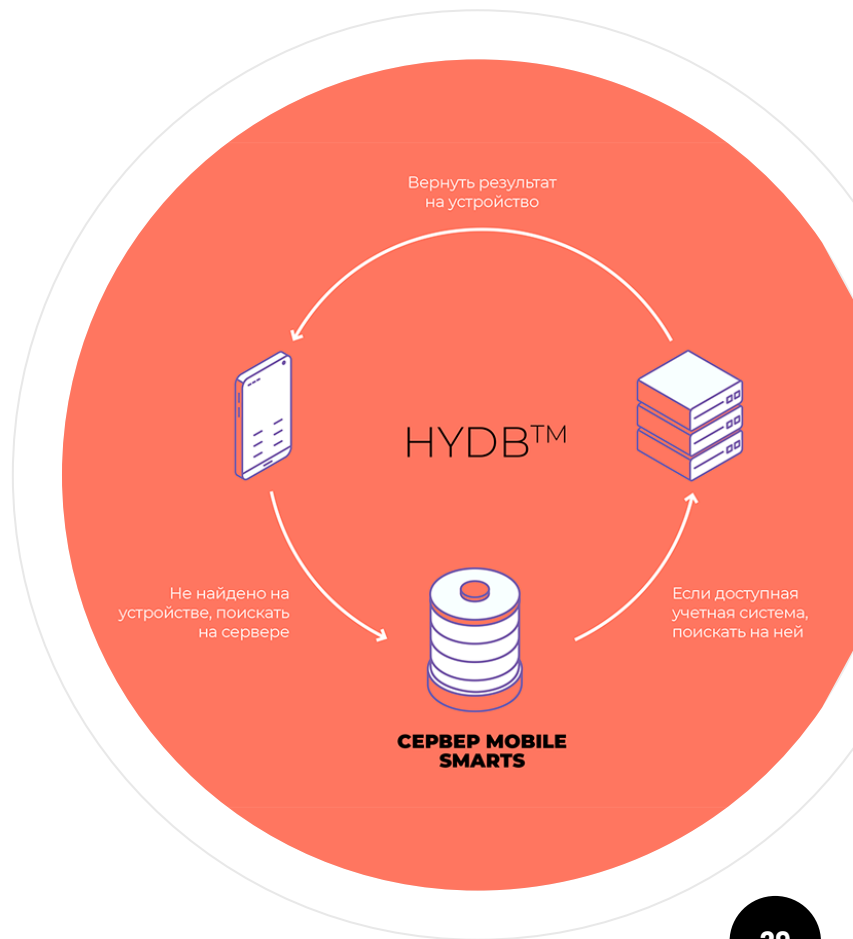 Вернуть результат
на устройство
HYDB™
Не найдено на
устройстве, поискать
на сервере
Если доступная
учетная система,
поискать на ней
СЕРВЕР MOBILE
SMARTS